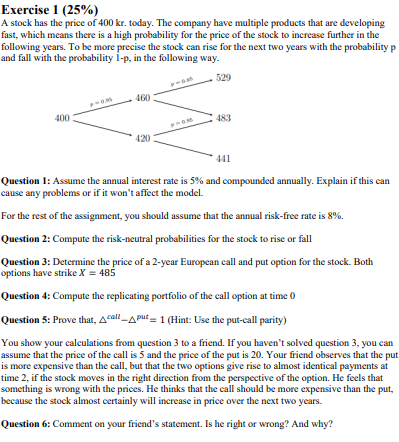 Exercise 1 (25%)
A stock has the price of 400 kr. today. The company have multiple products that are developing
fast, which means there is a high probability for the price of the stock to increase further in the
following years. To be more precise the stock can rise for the next two years with the probability p
and fall with the probability 1-p, in the following way.
529
p = 0.95
460
p = 0.95
400
483
p = 0.95
420
441
Question 1: Assume the annual interest rate is 5% and compounded annually. Explain if this can
cause any problems or if it won't affect the model.
For the rest of the assignment, you should assume that the annual risk-free rate is 8%.
Question 2: Compute the risk-neutral probabilities for the stock to rise or fall
Question 3: Determine the price of a 2-year European call and put option for the stock. Both
options have strike X = 485
Question 4: Compute the replicating portfolio of the call option at time 0
Question 5: Prove that, Δcall−Δput= 1 (Hint: Use the put-call parity)
You show your calculations from question 3 to a friend. If you haven't solved question 3, you can
assume that the price of the call is 5 and the price of the put is 20. Your friend observes that the put
is more expensive than the call, but that the two options give rise to almost identical payments at
time 2, if the stock moves in the right direction from the perspective of the option. He feels that
something is wrong with the prices. He thinks that the call should be more expensive than the put,
because the stock almost certainly will increase in price over the next two years.
Question 6: Comment on your friend's statement. Is he right or wrong? And why?